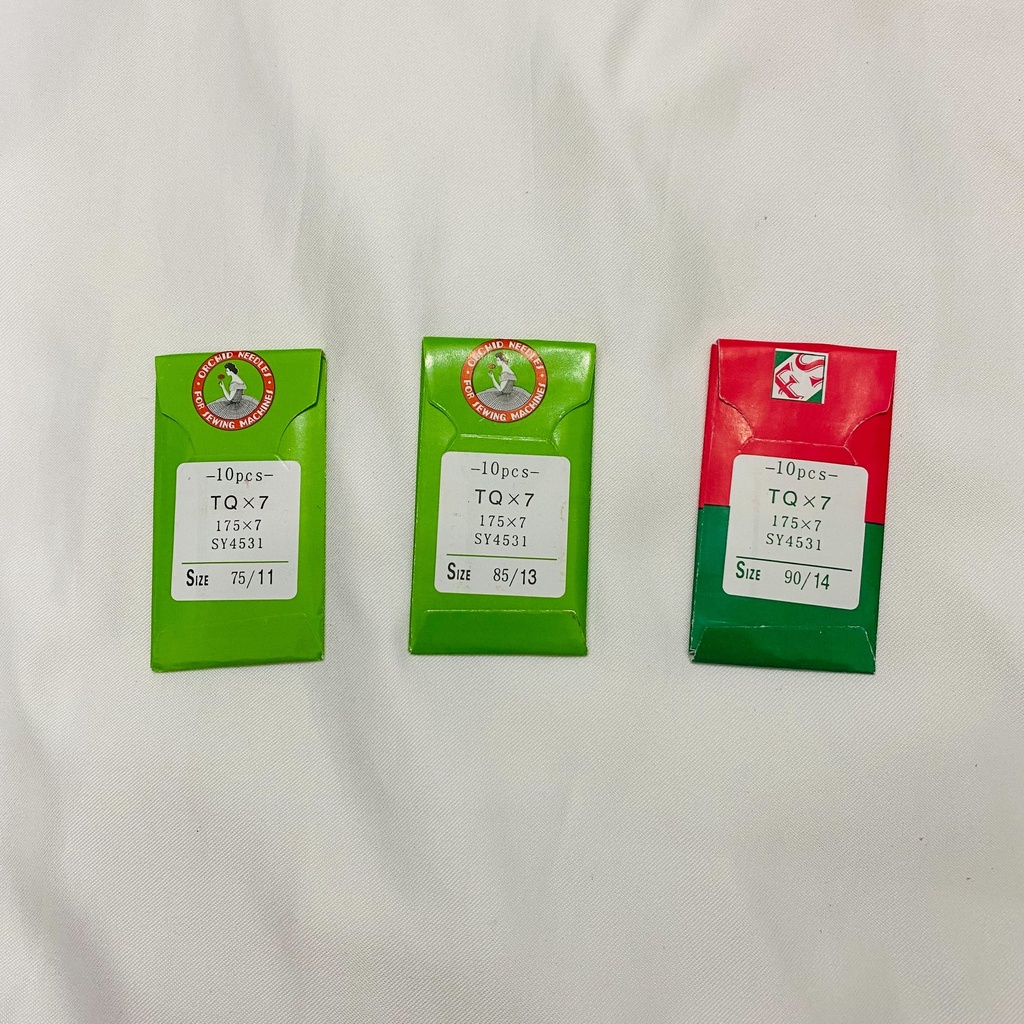 ORCHID NEEDLES
FOR SEWING MACHINES
-10pcs-
TQ×7
175×7
SY4531
SIZE 75/11
ORCHID NEEDLES
FOR SEWING MACHINES
-10pcs-
TQ×7
175×7
SY4531
SIZE 85/13
-10pcs-
TQ×7
175×7
SY4531
SIZE 90/14